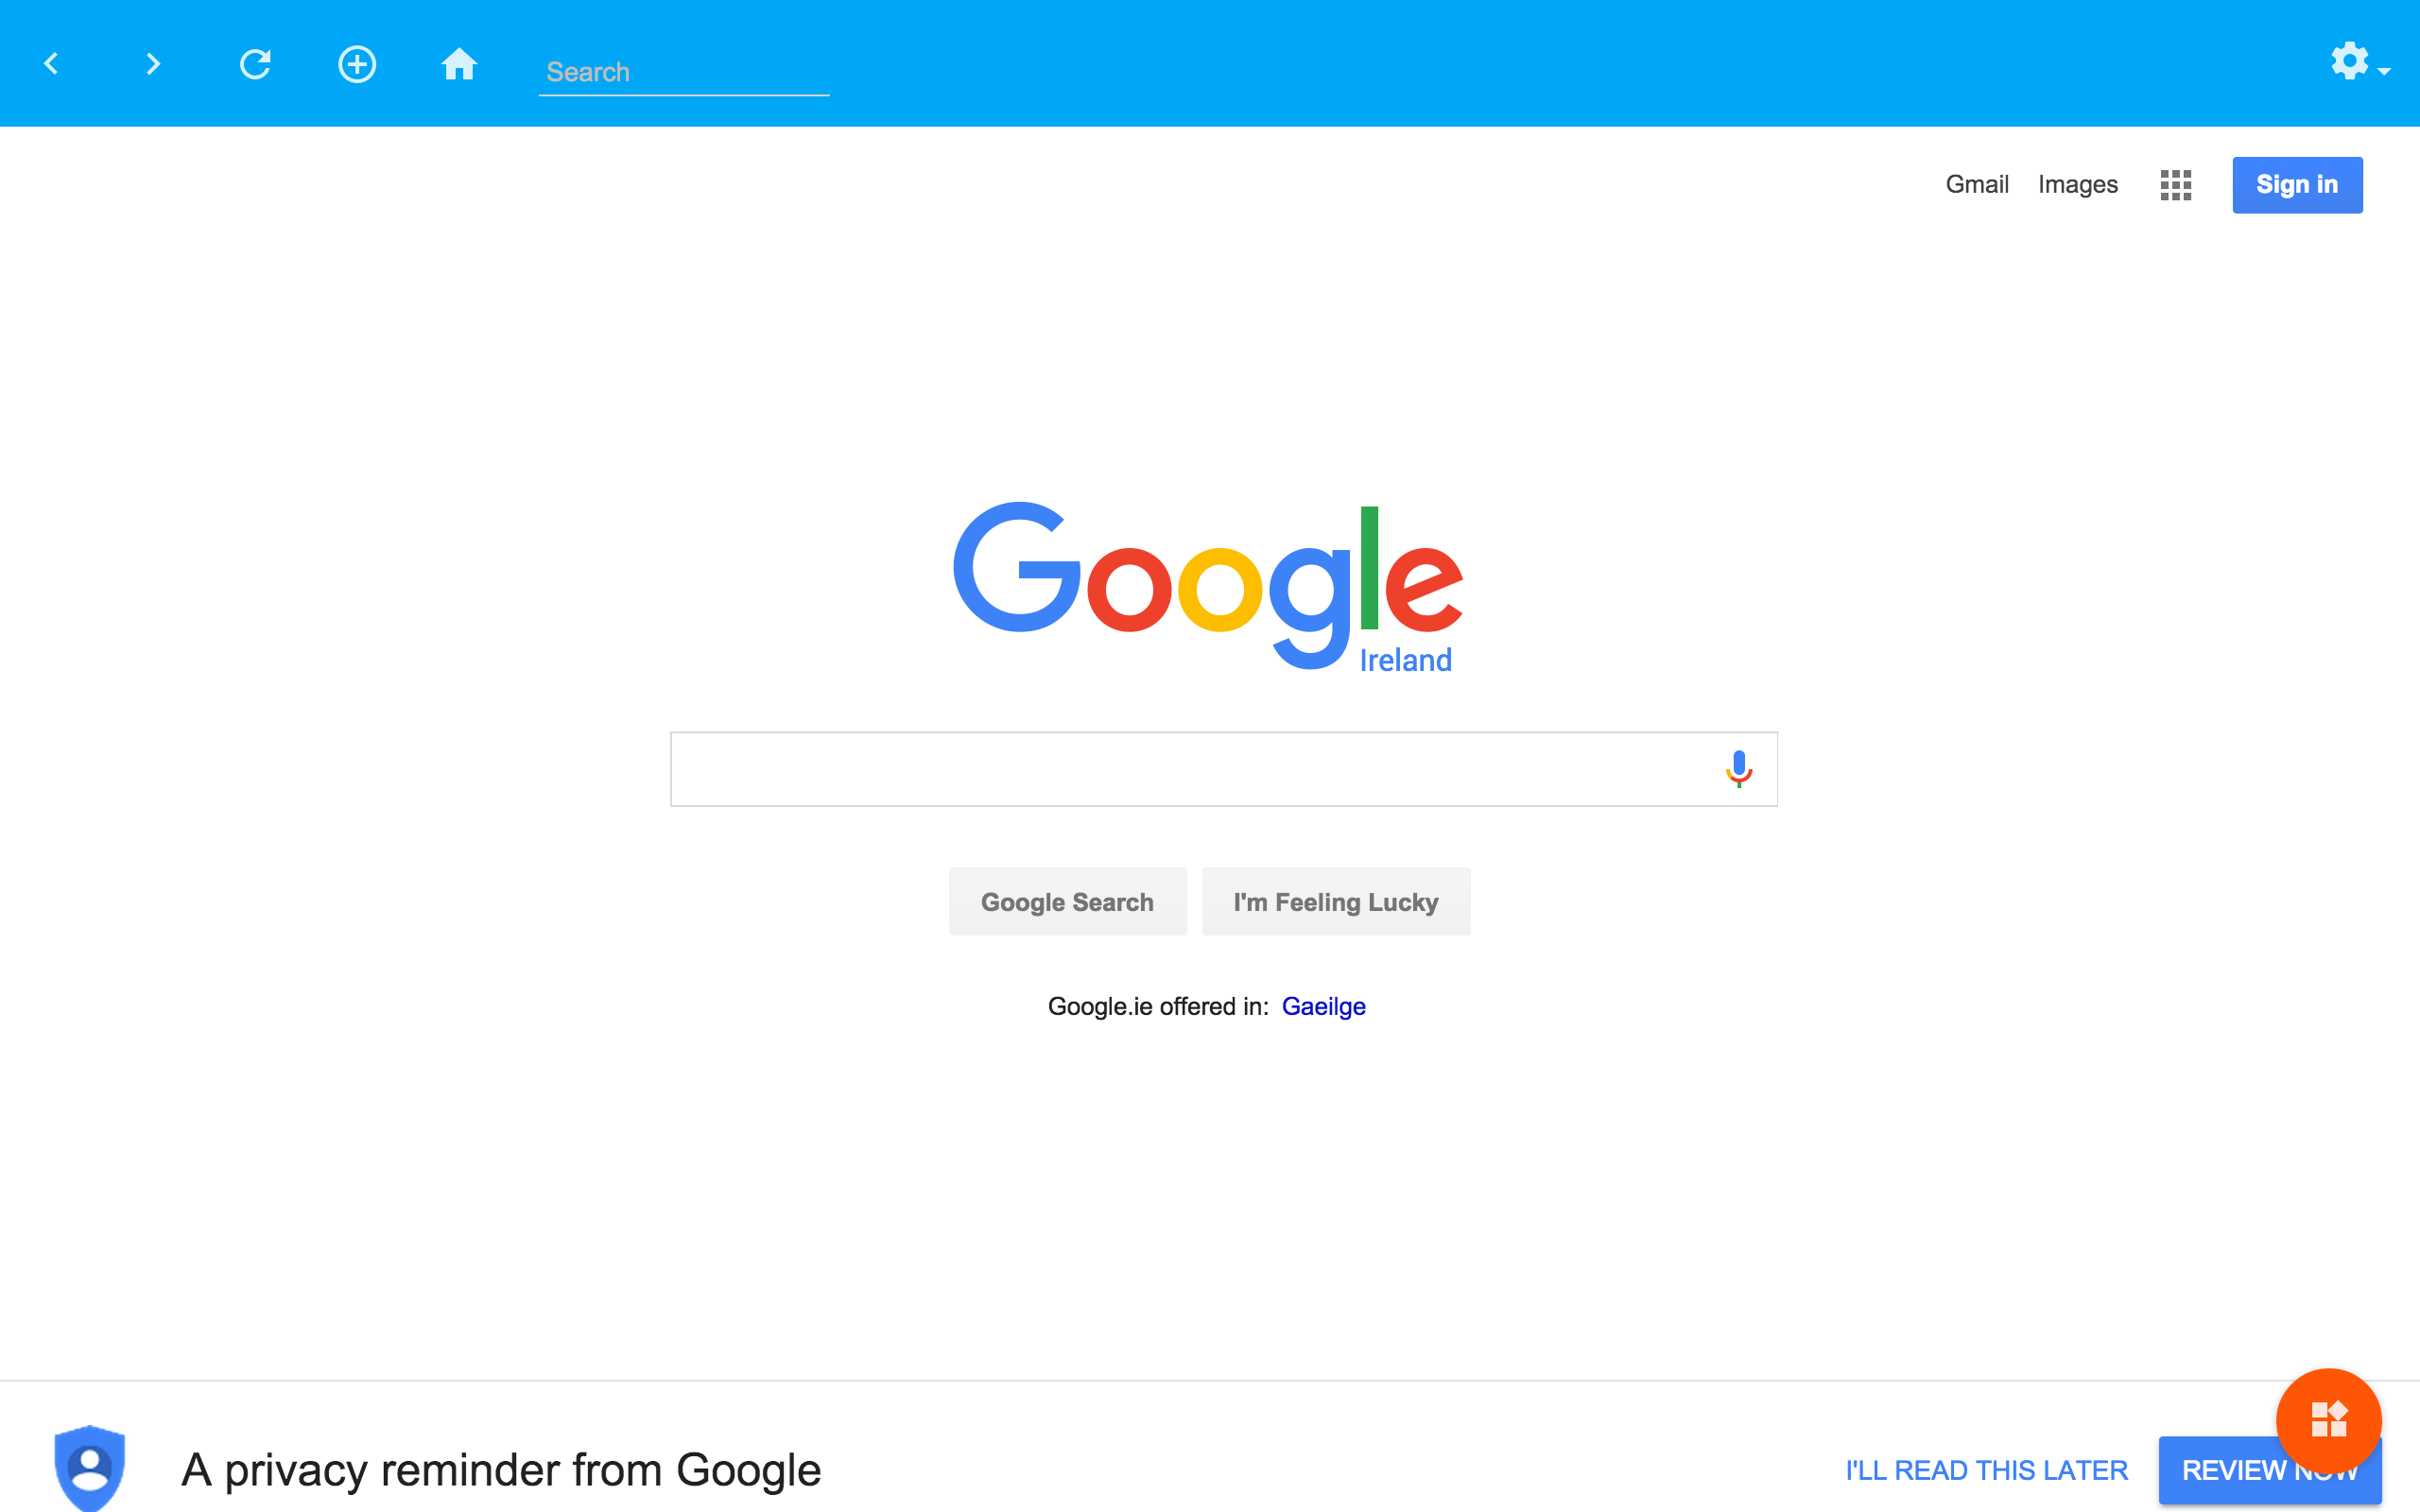 Search
Gmail Images Sign in
Google
Ireland
Google Search I'm Feeling Lucky
Google.ie offered in: Gaeilge
A privacy reminder from Google I'LL READ THIS LATER REVIEW NOW